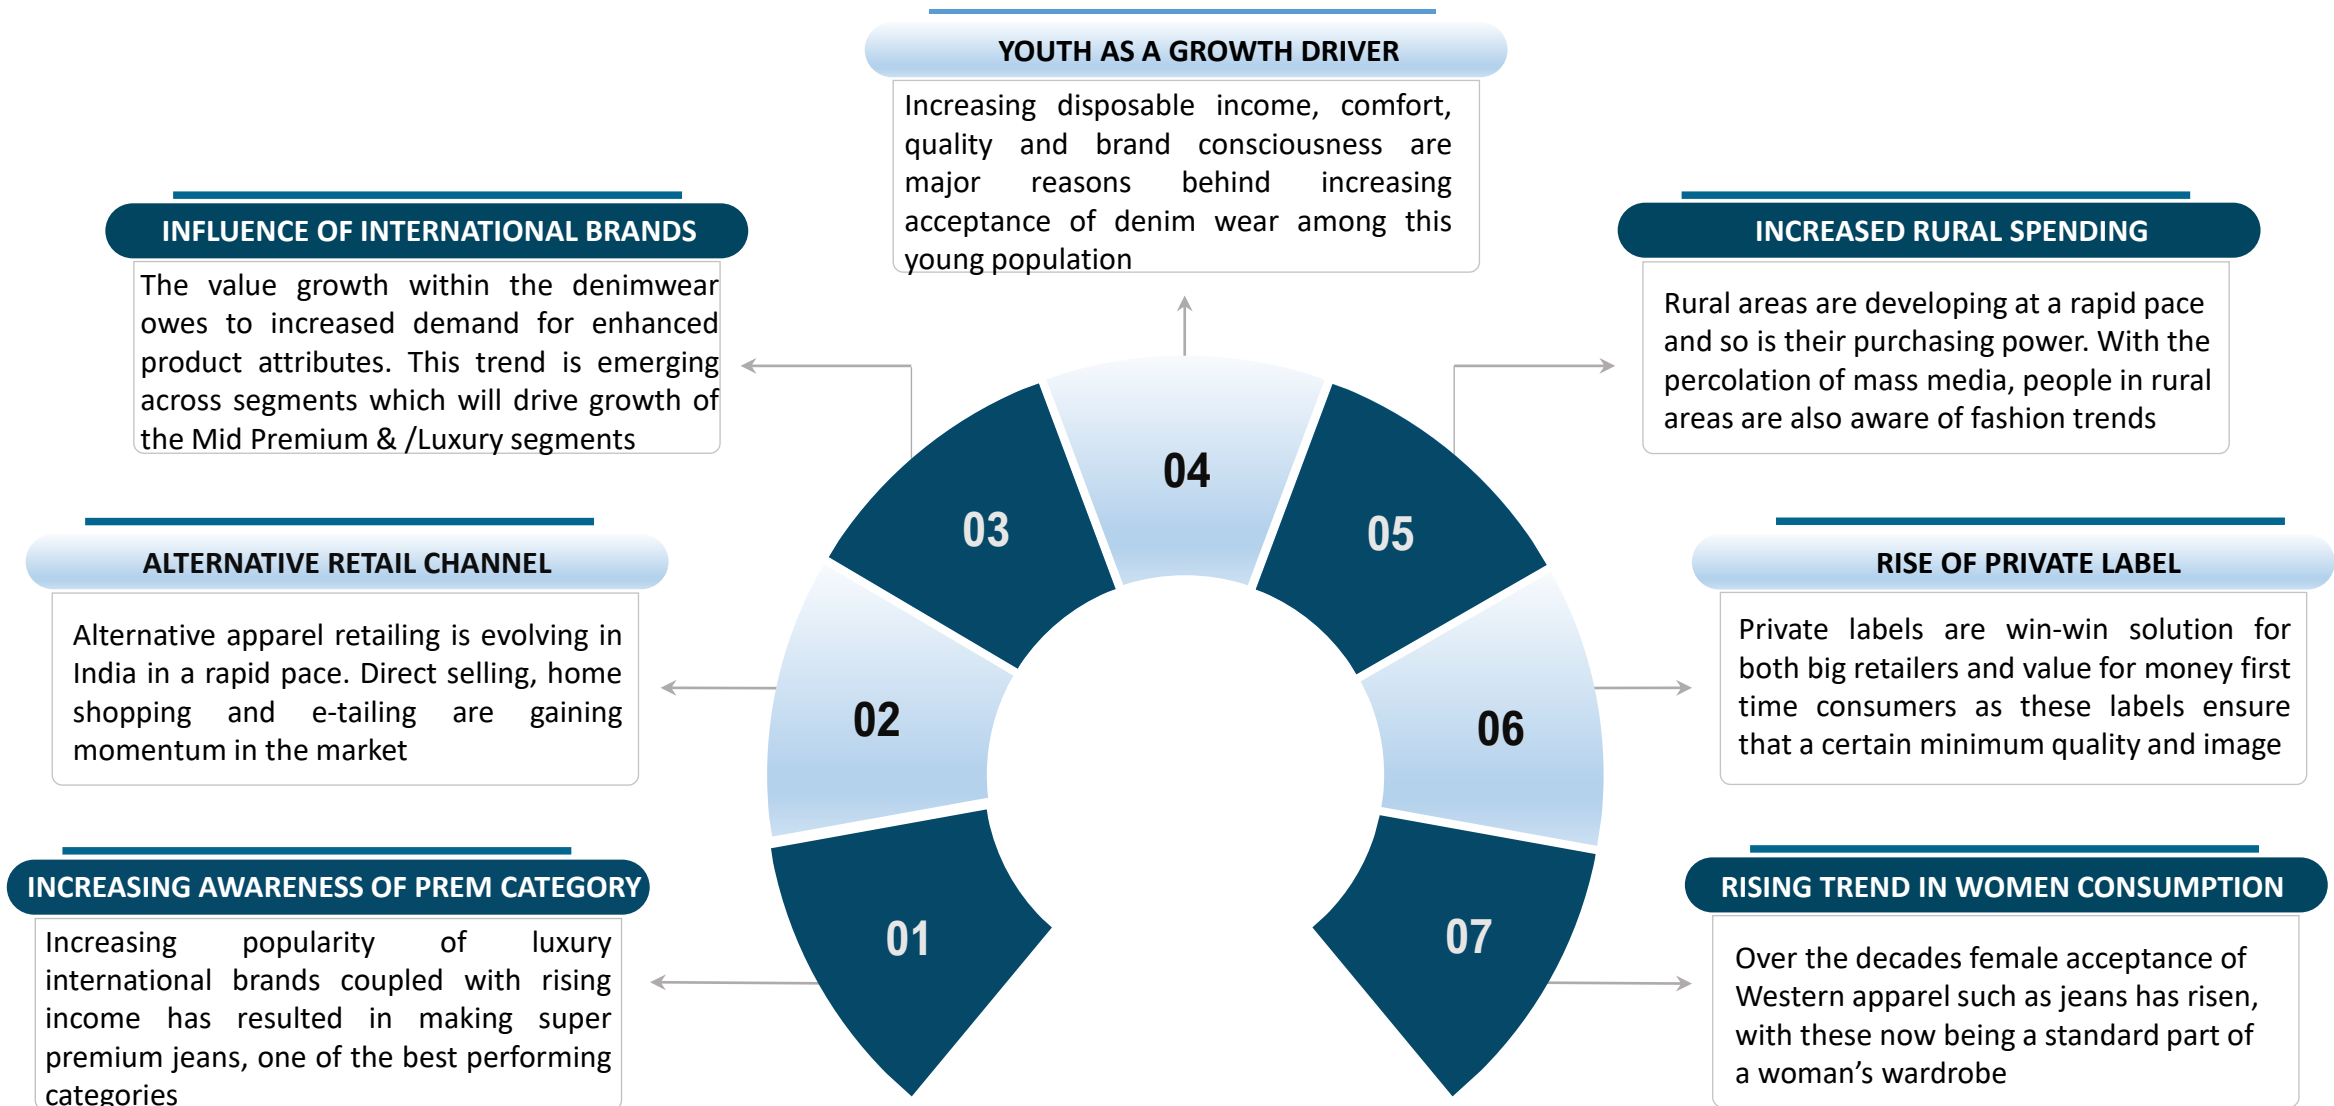 YOUTH AS A GROWTH DRIVER
Increasing disposable income, comfort,
quality and brand consciousness are
major reasons behind increasing
acceptance of denim wear among this
young population
INFLUENCE OF INTERNATIONAL BRANDS
The value growth within the denimwear
owes to increased demand for enhanced
product attributes. This trend is emerging
across segments which will drive growth of
the Mid Premium & /Luxury segments
INCREASED RURAL SPENDING
Rural areas are developing at a rapid pace
and so is their purchasing power. With the
percolation of mass media, people in rural
areas are also aware of fashion trends
ALTERNATIVE RETAIL CHANNEL
Alternative apparel retailing is evolving in
India in a rapid pace. Direct selling, home
shopping and e-tailing are gaining
momentum in the market
RISE OF PRIVATE LABEL
Private labels are win-win solution for
both big retailers and value for money first
time consumers as these labels ensure
that a certain minimum quality and image
INCREASING AWARENESS OF PREM CATEGORY
Increasing popularity of luxury
international brands coupled with rising
income has resulted in making super
premium jeans, one of the best performing
categories
RISING TREND IN WOMEN CONSUMPTION
Over the decades female acceptance of
Western apparel such as jeans has risen,
with these now being a standard part of
a woman’s wardrobe
01
02
03
04
05
06
07